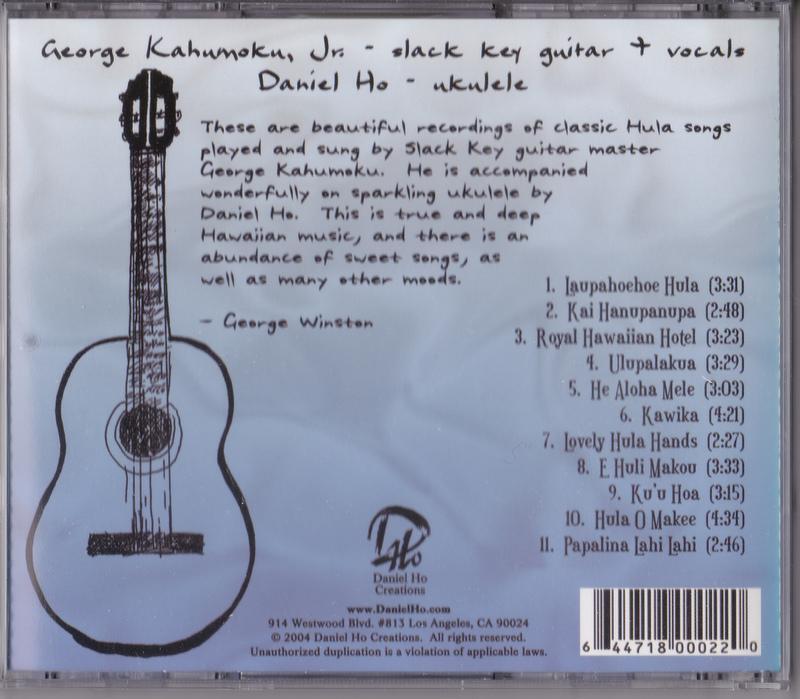 George Kahumoku, Jr. - slack key guitar + vocals
Daniel Ho - ukulele
These are beautiful recordings of classic Hula songs
played and sung by Slack Key guitar master
George Kahumoku. He is accompanied
wonderfully on sparkling ukulele by
Daniel Ho. This is true and deep
Hawaiian music, and there is an
abundance of sweet songs, as
well as many other moods.
- George Winston
1. Laupahoehoe Hula (3:31)
2. Kai Hanupanupa (2:48)
3. Royal Hawaiian Hotel (3:23)
4. Ulupalakua (3:29)
5. He Aloha Mele (3:03)
6. Kawika (4:21)
7. Lovely Hula Hands (2:27)
8. E Huli Makou (3:33)
9. Ku'u Hoa (3:15)
10. Hula O Makee (4:34)
11. Papalina Lahi Lahi (2:46)
D Ho
Daniel Ho
Creations
www.DanielHo.com
914 Westwood Blvd. #813 Los Angeles, CA 90024
© 2004 Daniel Ho Creations. All rights reserved.
Unauthorized duplication is a violation of applicable laws.
6 44718 00022 0